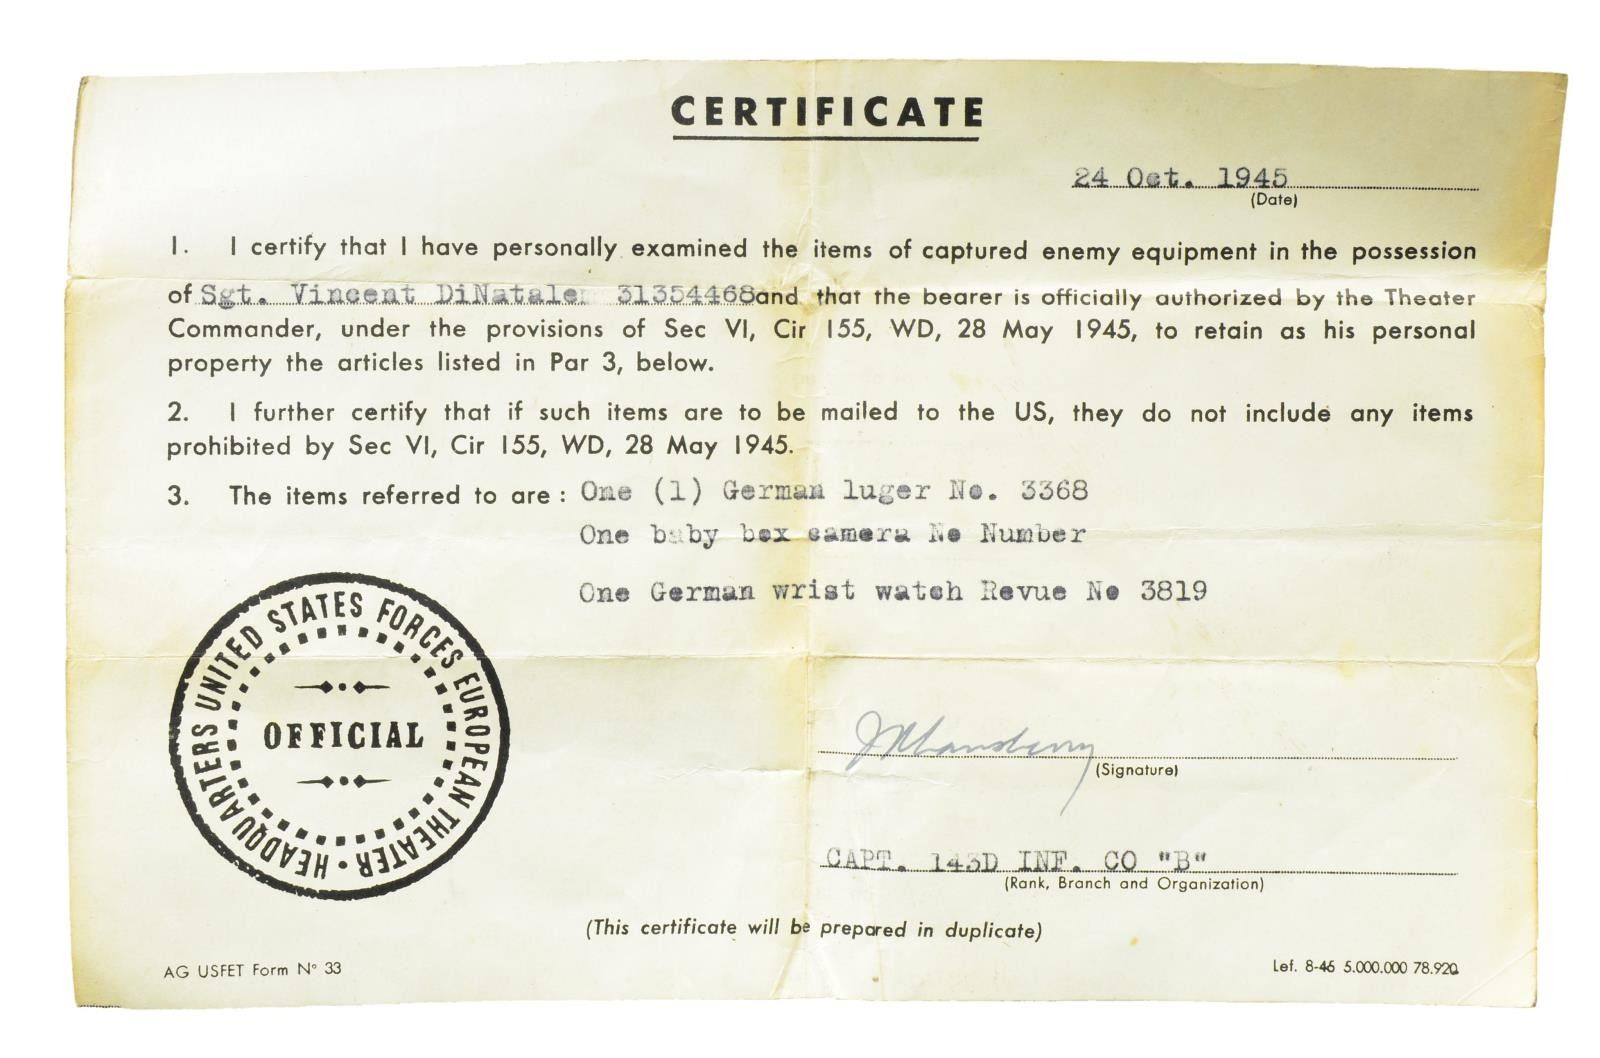 CERTIFICATE
24 Oct. 1945
(Date)
1. I certify that I have personally examined the items of captured enemy equipment in the possession
of Sgt. Vincent DiNatale 31354468 and that the bearer is officially authorized by the Theater
Commander, under the provisions of Sec VI, Cir 155, WD, 28 May 1945, to retain as his personal
property the articles listed in Par 3, below.
2. I further certify that if such items are to be mailed to the US, they do not include any items
prohibited by Sec VI, Cir 155, WD, 28 May 1945.
3. The items referred to are : One (1) German luger No. 3368
One baby box camera No Number
One German wrist watch Revue No 3819
HEADQUARTERS UNITED STATES FORCES EUROPEAN THEATER •
OFFICIAL
(Signature)
CAPT. 143D INF. CO "B"
(Rank, Branch and Organization)
(This certificate will be prepared in duplicate)
AG USFET Form N° 33
Lef. 8-45 5.000.000 78.920